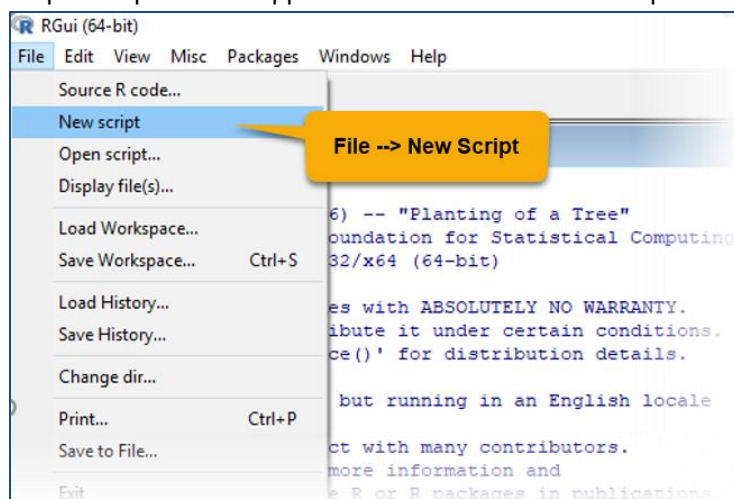 RGui (64-bit)
File Edit View Misc Packages Windows Help
Source R code...
New script
Open script...
Display file(s)...
Load Workspace...
Save Workspace... Ctrl+S
Load History...
Save History...
Change dir...
Print... Ctrl+P
Save to File...
Exit
File --> New Script
6) -- "Planting of a Tree"
oundation for Statistical Computing
32/x64 (64-bit)
es with ABSOLUTELY NO WARRANTY.
ibute it under certain conditions.
ce()' for distribution details.
but running in an English locale
ct with many contributors.
more information and
e R or R packages in publications.